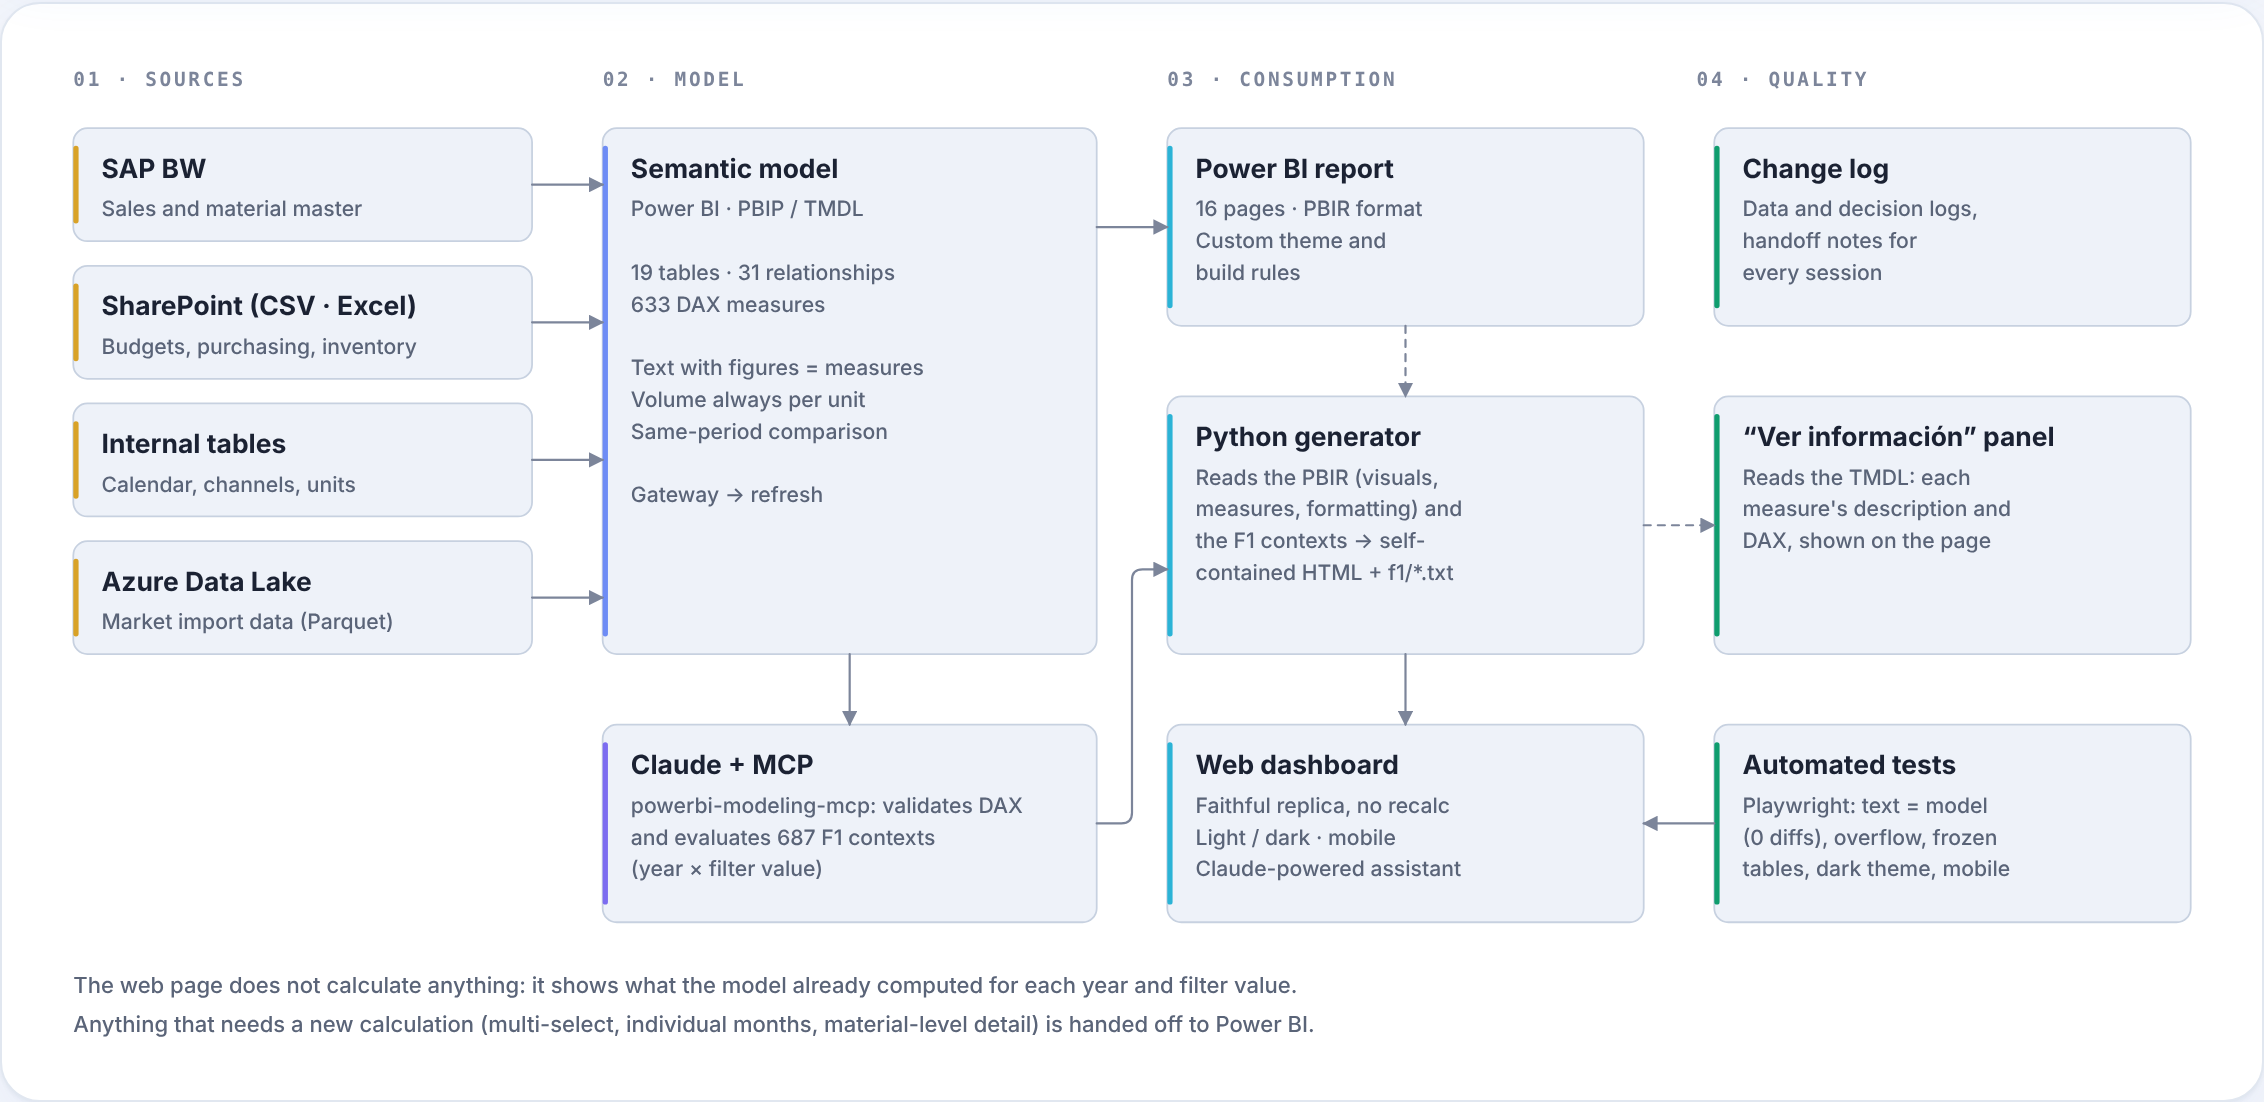 01 · SOURCES
SAP BW
Sales and material master
SharePoint (CSV · Excel)
Budgets, purchasing, inventory
Internal tables
Calendar, channels, units
Azure Data Lake
Market import data (Parquet)
02 · MODEL
Semantic model
Power BI · PBIP / TMDL
19 tables · 31 relationships
633 DAX measures
Text with figures = measures
Volume always per unit
Same-period comparison
Gateway → refresh
Claude + MCP
powerbi-modeling-mcp: validates DAX
and evaluates 687 F1 contexts
(year × filter value)
03 · CONSUMPTION
Power BI report
16 pages · PBIR format
Custom theme and
build rules
Python generator
Reads the PBIR (visuals,
measures, formatting) and
the F1 contexts → self-
contained HTML + f1/*.txt
Web dashboard
Faithful replica, no recalc
Light / dark · mobile
Claude-powered assistant
04 · QUALITY
Change log
Data and decision logs,
handoff notes for
every session
“Ver información” panel
Reads the TMDL: each
measure's description and
DAX, shown on the page
Automated tests
Playwright: text = model
(0 diffs), overflow, frozen
tables, dark theme, mobile
The web page does not calculate anything: it shows what the model already computed for each year and filter value.
Anything that needs a new calculation (multi-select, individual months, material-level detail) is handed off to Power BI.